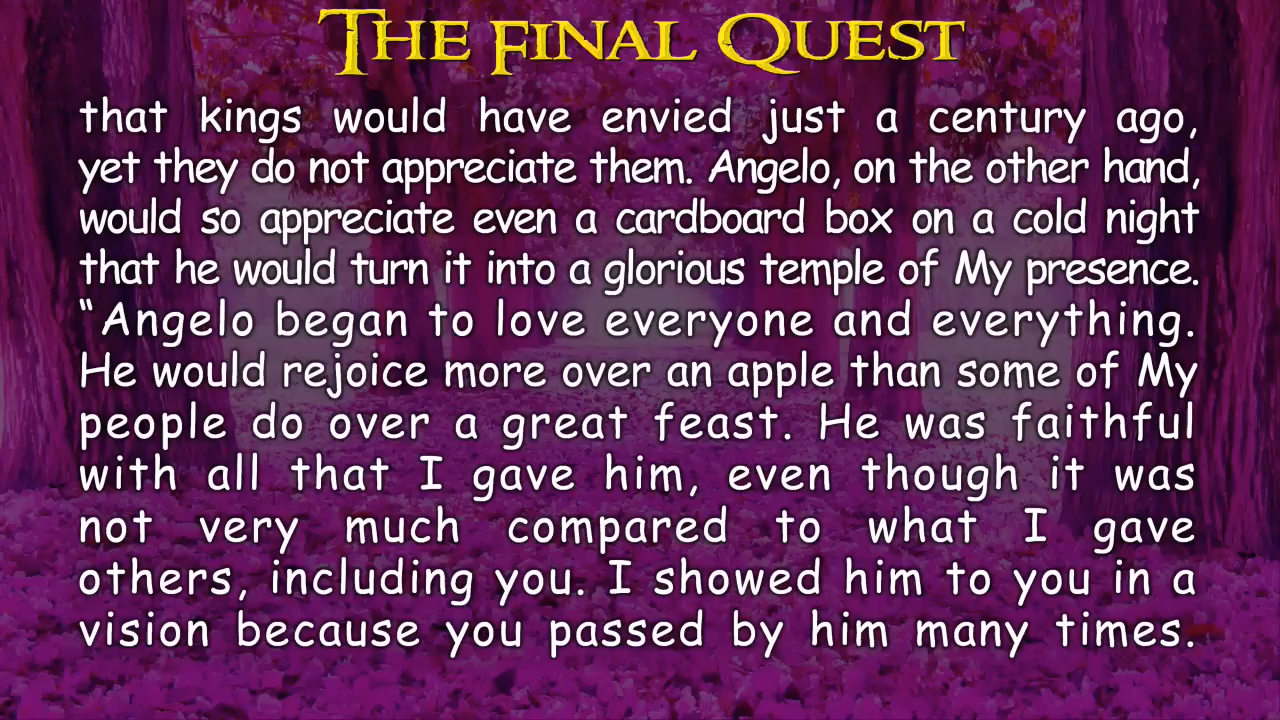 The Final Quest
that kings would have envied just a century ago,
yet they do not appreciate them. Angelo, on the other hand,
would so appreciate even a cardboard box on a cold night
that he would turn it into a glorious temple of My presence.
“Angelo began to love everyone and everything.
He would rejoice more over an apple than some of My
people do over a great feast. He was faithful
with all that I gave him, even though it was
not very much compared to what I gave
others, including you. I showed him to you in a
vision because you passed by him many times.